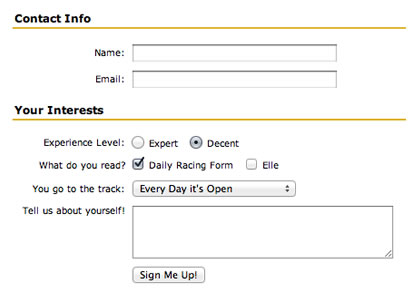 Contact Info
Name:
Email:
Your Interests
Experience Level: Expert Decent
What do you read? Daily Racing Form Elle
You go to the track: Every Day it's Open
Tell us about yourself!
Sign Me Up!